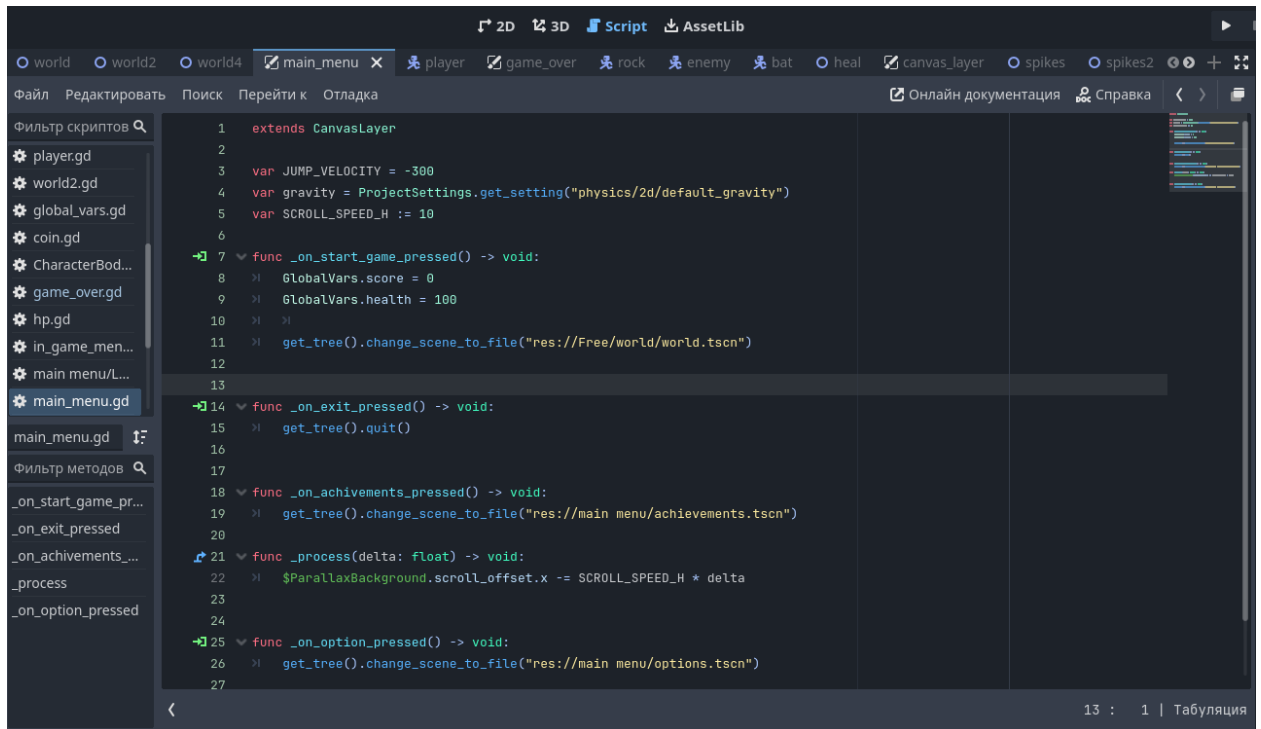 2D 3D Script AssetLib
world world2 world4 main_menu player game_over rock enemy bat heal canvas_layer spikes spikes2
Файл Редактировать Поиск Перейти к Отладка Онлайн документация Справка
Фильтр скриптов
player.gd
world2.gd
global_vars.gd
coin.gd
CharacterBod...
game_over.gd
hp.gd
in_game_men...
main menu/L...
main_menu.gd
main_menu.gd
Фильтр методов
_on_start_game_pr...
_on_exit_pressed
_on_achivements_...
_process
_on_option_pressed
1 extends CanvasLayer
2
3 var JUMP_VELOCITY = -300
4 var gravity = ProjectSettings.get_setting("physics/2d/default_gravity")
5 var SCROLL_SPEED_H := 10
6
7 func _on_start_game_pressed() -> void:
8 GlobalVars.score = 0
9 GlobalVars.health = 100
10
11 get_tree().change_scene_to_file("res://Free/world/world.tscn")
12
13
14 func _on_exit_pressed() -> void:
15 get_tree().quit()
16
17
18 func _on_achivements_pressed() -> void:
19 get_tree().change_scene_to_file("res://main menu/achievements.tscn")
20
21 func _process(delta: float) -> void:
22 $ParallaxBackground.scroll_offset.x -= SCROLL_SPEED_H * delta
23
24
25 func _on_option_pressed() -> void:
26 get_tree().change_scene_to_file("res://main menu/options.tscn")
27
13 : 1 | Табуляция